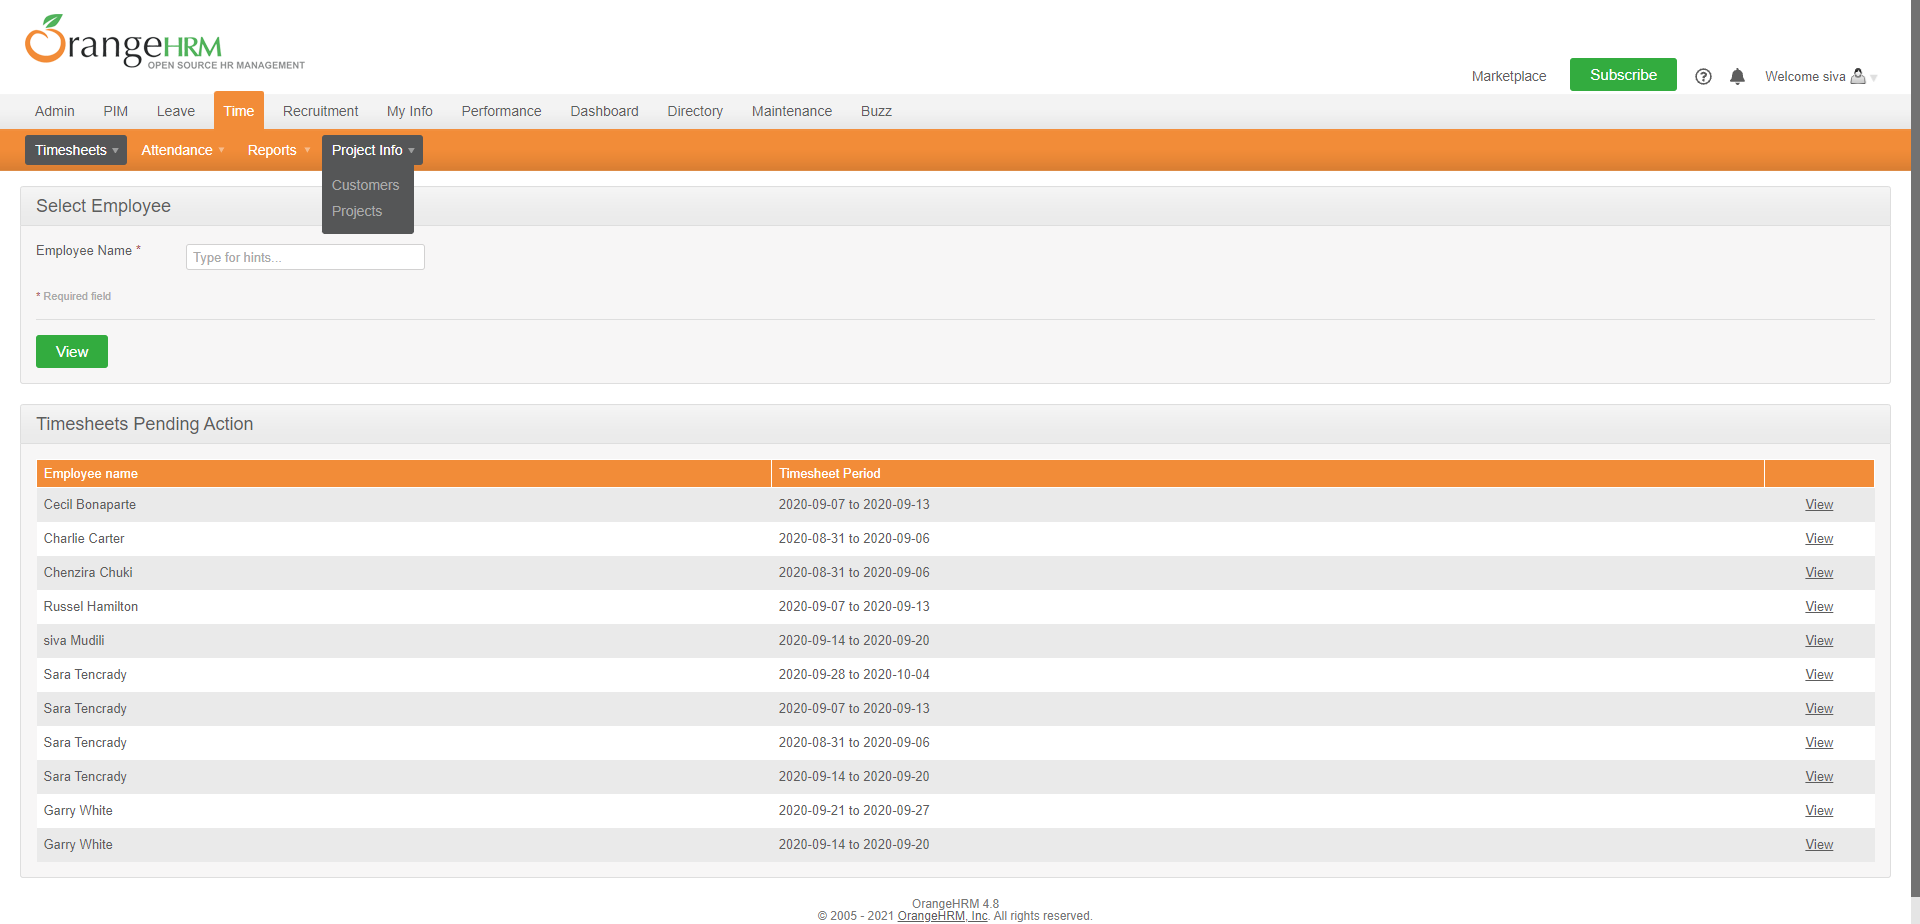 OrangeHRM
OPEN SOURCE HR MANAGEMENT
Marketplace Subscribe Welcome siva
Admin PIM Leave Time Recruitment My Info Performance Dashboard Directory Maintenance Buzz
Timesheets Attendance Reports Project Info
Customers
Projects
Select Employee
Employee Name * Type for hints...
* Required field
View
Timesheets Pending Action
Employee name Timesheet Period
Cecil Bonaparte 2020-09-07 to 2020-09-13 View
Charlie Carter 2020-08-31 to 2020-09-06 View
Chenzira Chuki 2020-08-31 to 2020-09-06 View
Russel Hamilton 2020-09-07 to 2020-09-13 View
siva Mudili 2020-09-14 to 2020-09-20 View
Sara Tencrady 2020-09-28 to 2020-10-04 View
Sara Tencrady 2020-09-07 to 2020-09-13 View
Sara Tencrady 2020-08-31 to 2020-09-06 View
Sara Tencrady 2020-09-14 to 2020-09-20 View
Garry White 2020-09-21 to 2020-09-27 View
Garry White 2020-09-14 to 2020-09-20 View
OrangeHRM 4.8
© 2005 - 2021 OrangeHRM, Inc. All rights reserved.